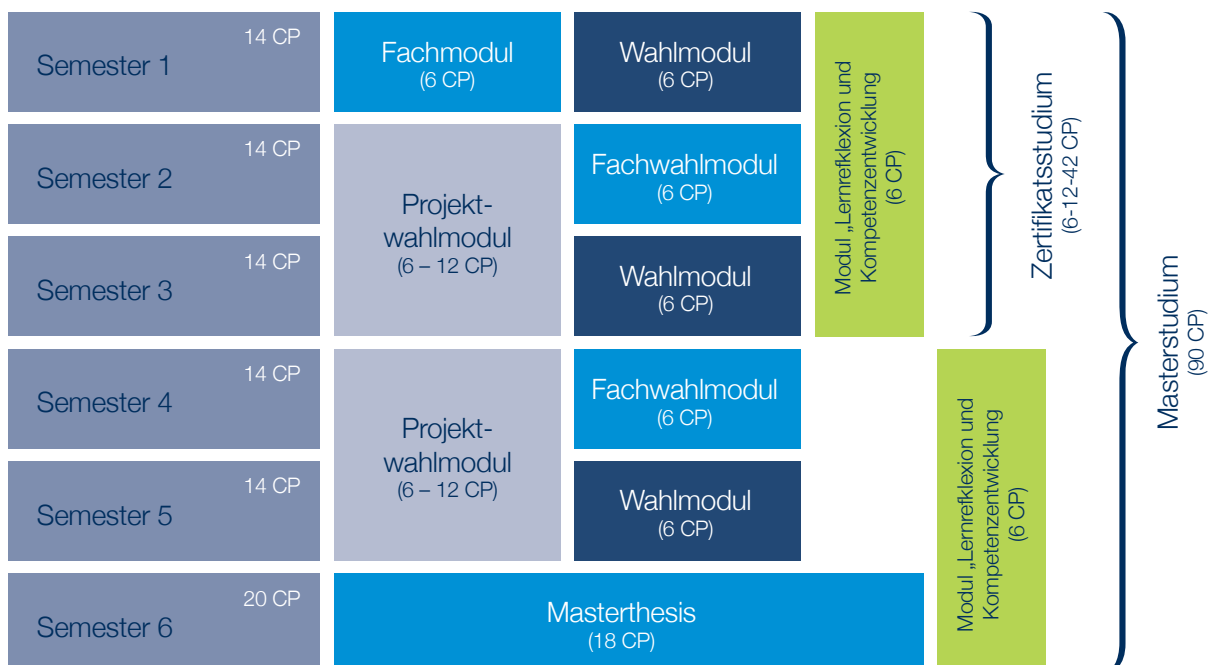 14 CP
Semester 1
Fachmodul
(6 CP)
Wahlmodul
(6 CP)
14 CP
Semester 2
Projekt-
wahlmodul
(6 – 12 CP)
Fachwahlmodul
(6 CP)
14 CP
Semester 3
Wahlmodul
(6 CP)
Modul „Lernrefklexion und
Kompetenzentwicklung
(6 CP)
Zertifikatsstudium
(6-12-42 CP)
14 CP
Semester 4
Projekt-
wahlmodul
(6 – 12 CP)
Fachwahlmodul
(6 CP)
14 CP
Semester 5
Wahlmodul
(6 CP)
20 CP
Semester 6
Masterthesis
(18 CP)
Modul „Lernrefklexion und
Kompetenzentwicklung
(6 CP)
Masterstudium
(90 CP)